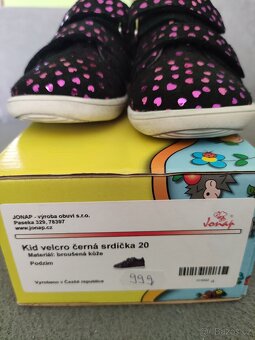 JONAP - výroba obuvi s.r.o.
Paseka 329, 78397
www.jonap.cz
Jonap
Kid velcro černá srdíčka 20
Materiál: broušená kůže
Podzim
Vyrobeno v České republice
999